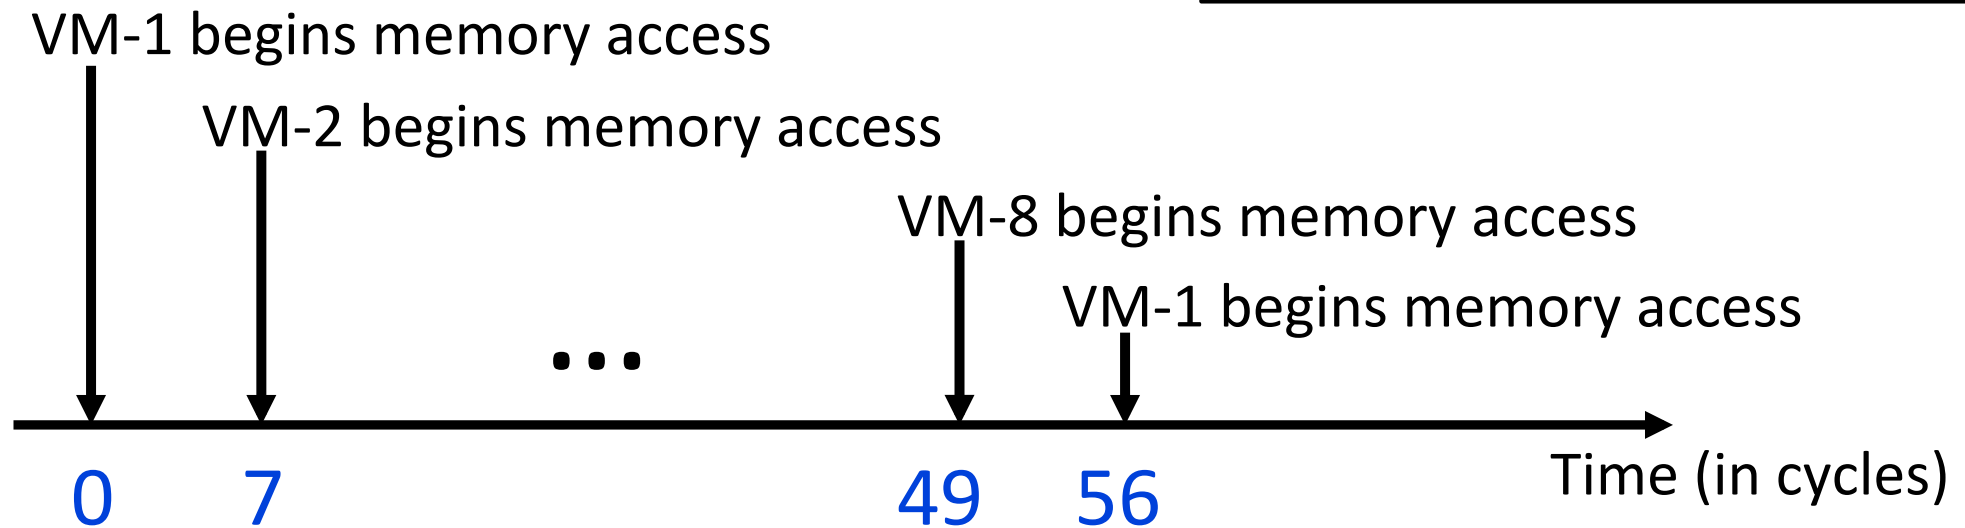 VM-1 begins memory access
VM-2 begins memory access
VM-8 begins memory access
VM-1 begins memory access
...
0 7 49 56
Time (in cycles)